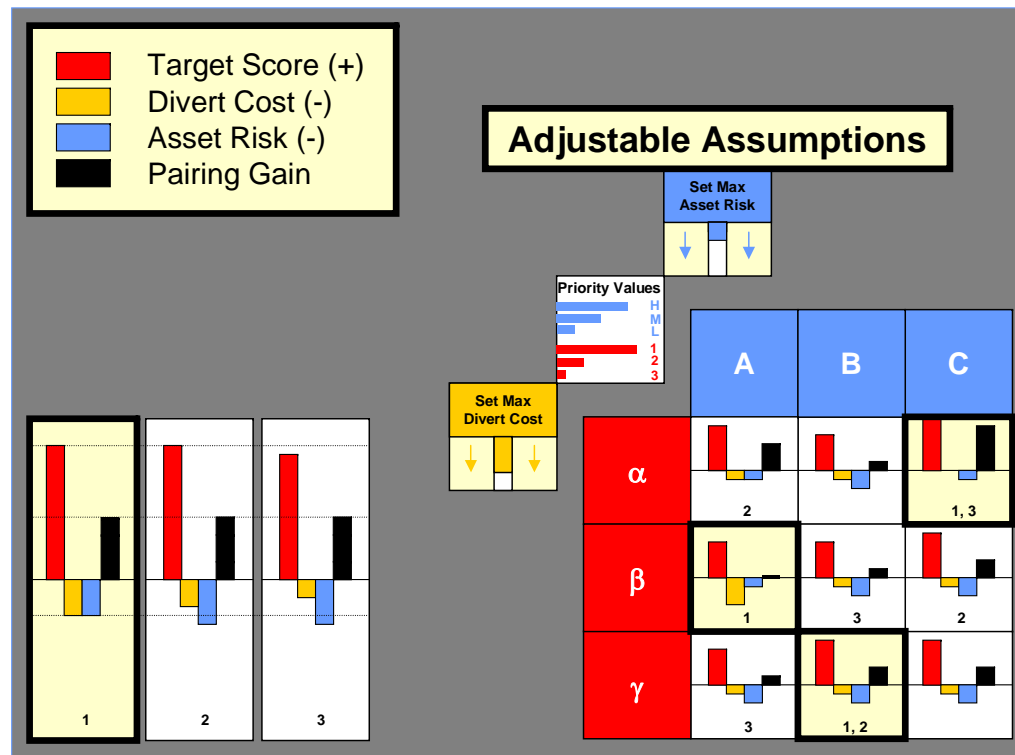 Target Score (+)
Divert Cost (-)
Asset Risk (-)
Pairing Gain
Adjustable Assumptions
Set Max
Asset Risk
Priority Values
H
M
L
1
2
3
Set Max
Divert Cost
A
B
C
α
2
1, 3
β
1
3
2
γ
3
1, 2
1
2
3